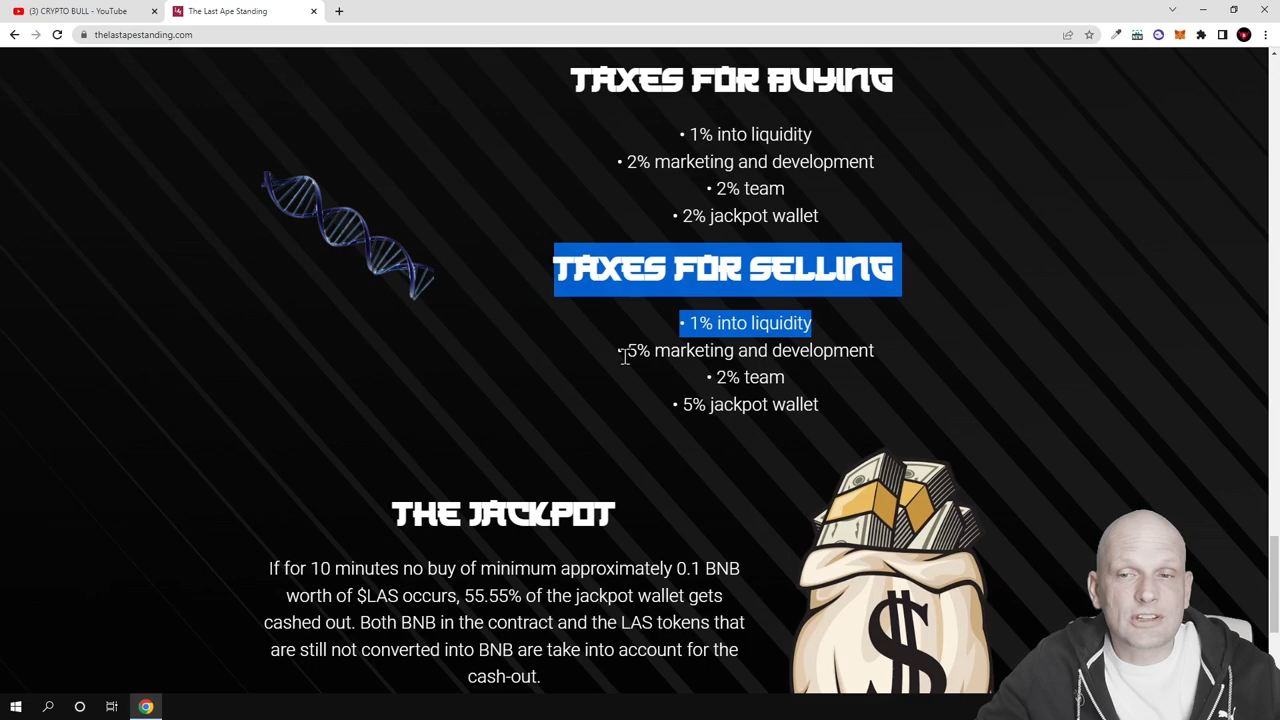 (3) CRYPTO BULL - YouTube
The Last Ape Standing
thelastapestanding.com
TAXES FOR BUYING
• 1% into liquidity
• 2% marketing and development
• 2% team
• 2% jackpot wallet
TAXES FOR SELLING
• 1% into liquidity
• 5% marketing and development
• 2% team
• 5% jackpot wallet
THE JACKPOT
If for 10 minutes no buy of minimum approximately 0.1 BNB
worth of $LAS occurs, 55.55% of the jackpot wallet gets
cashed out. Both BNB in the contract and the LAS tokens that
are still not converted into BNB are take into account for the
cash-out.
$